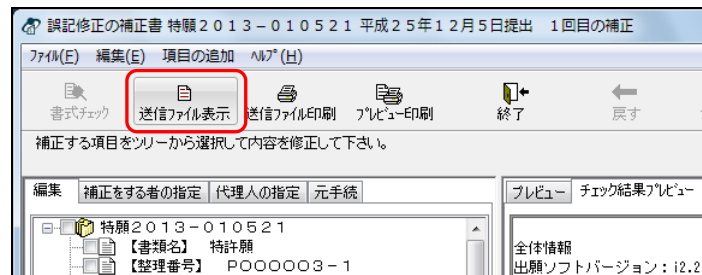 誤記修正の補正書 特願２０１３－０１０５２１ 平成２５年１２月５日提出 1回目の補正
ﾌｧｲﾙ(F) 編集(E) 項目の追加 ﾍﾙﾌﾟ(H)
書式ﾁｪｯｸ 送信ﾌｧｲﾙ表示 送信ﾌｧｲﾙ印刷 ﾌﾟﾚﾋﾞｭｰ印刷 終了 戻す
補正する項目をﾂﾘｰから選択して内容を修正して下さい。
編集 補正をする者の指定 代理人の指定 元手続 プレビュー チェック結果ﾌﾟﾚﾋﾞｭｰ
特願２０１３－０１０５２１
【書類名】 特許願
【整理番号】 Ｐ０００００３－１
全体情報
出願ソフトバージョン：i2.2